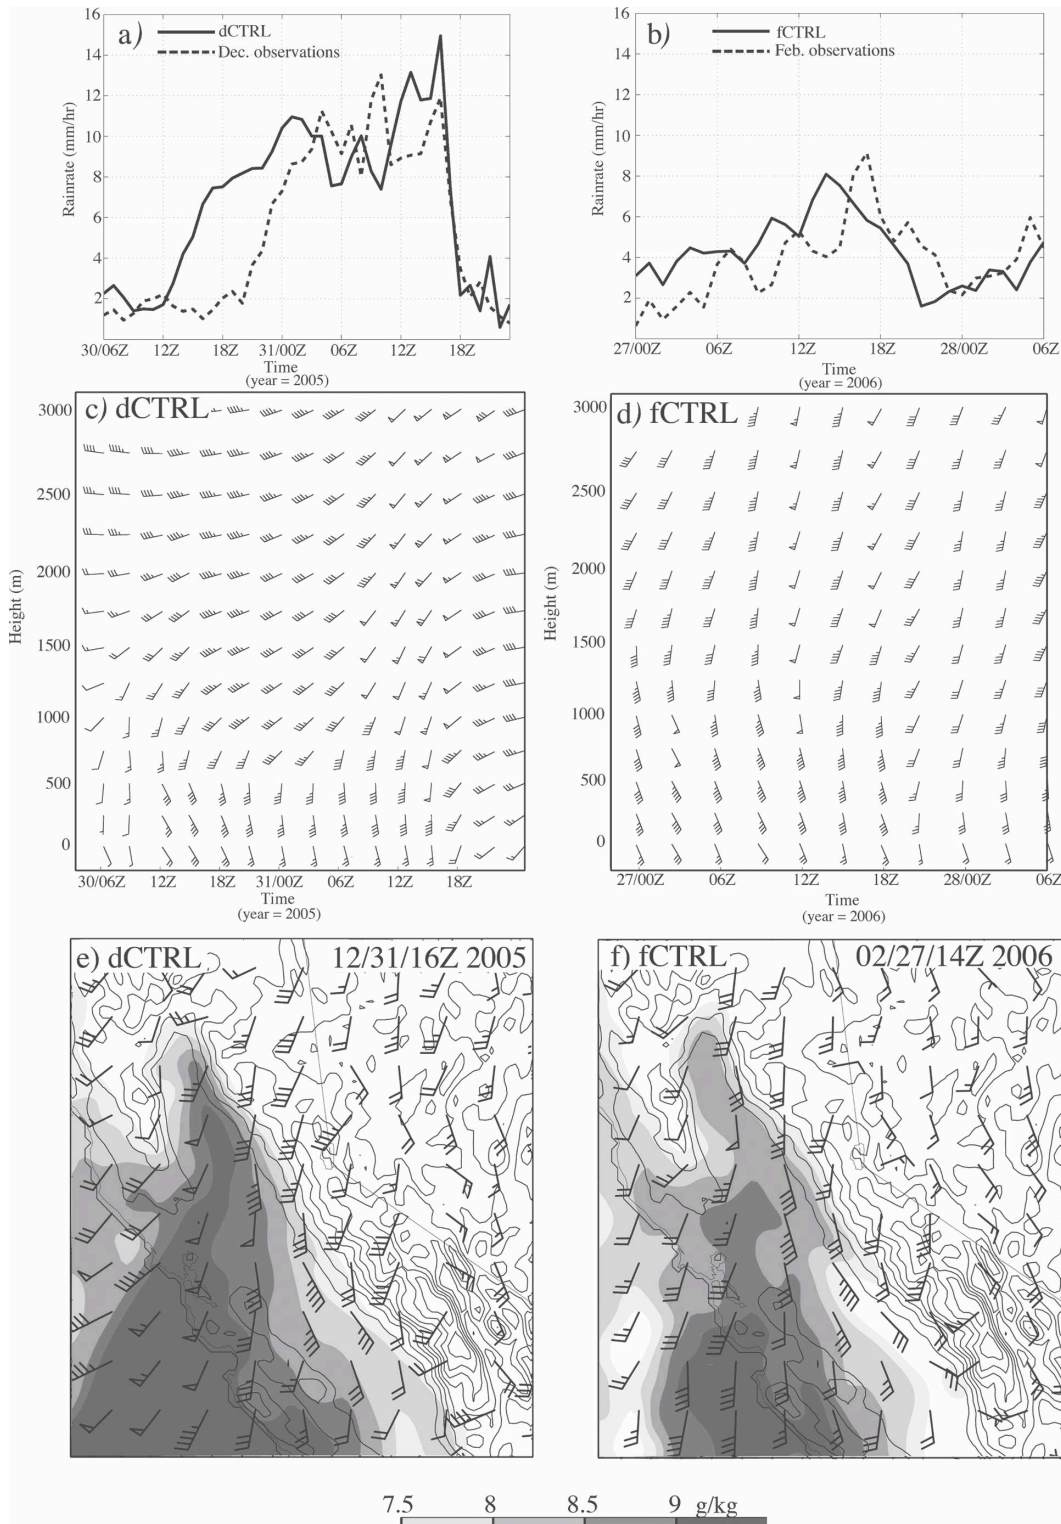 a)
dCTRL
Dec. observations
16
14
12
10
8
6
4
2
Rainrate (mm/hr)
30/06Z 12Z 18Z 31/00Z 06Z 12Z 18Z
Time
(year = 2005)
b)
fCTRL
Feb. observations
16
14
12
10
8
6
4
2
Rainrate (mm/hr)
27/00Z 06Z 12Z 18Z 28/00Z 06Z
Time
(year = 2006)
c) dCTRL
3000
2500
2000
1500
1000
500
0
Height (m)
30/06Z 12Z 18Z 31/00Z 06Z 12Z 18Z
Time
(year = 2005)
d) fCTRL
3000
2500
2000
1500
1000
500
0
Height (m)
27/00Z 06Z 12Z 18Z 28/00Z 06Z
Time
(year = 2006)
e) dCTRL 12/31/16Z 2005
f) fCTRL 02/27/14Z 2006
7.5 8 8.5 9 g/kg